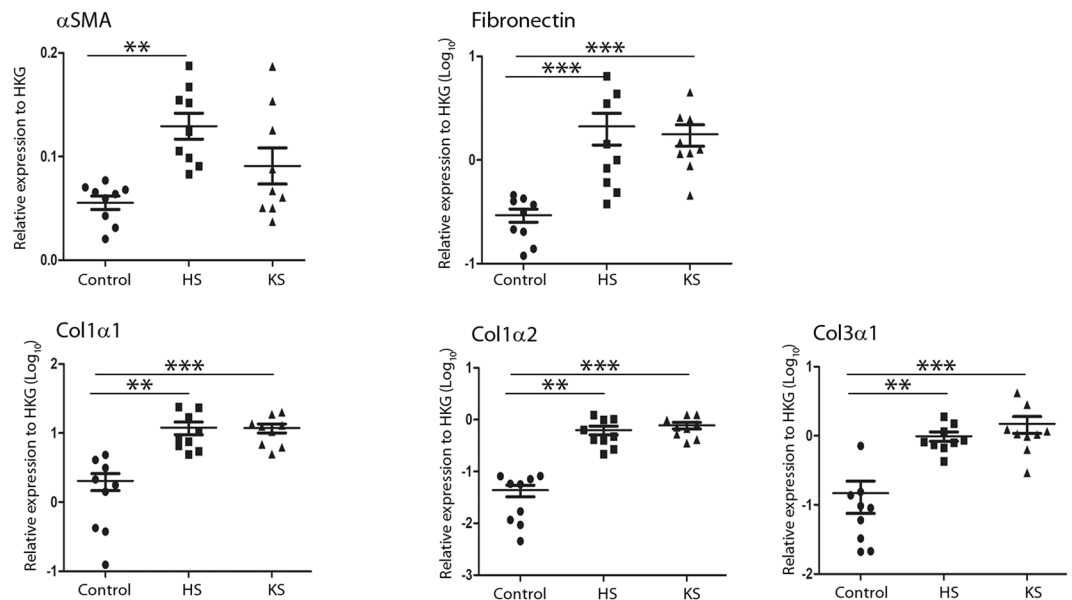 αSMA
Relative expression to HKG
0.2
0.1
0.0
**
Control HS KS
Fibronectin
Relative expression to HKG (Log10)
1
0
-1
***
***
Control HS KS
Col1α1
Relative expression to HKG (Log10)
2
1
0
-1
***
**
Control HS KS
Col1α2
Relative expression to HKG (Log10)
1
0
-1
-2
-3
***
**
Control HS KS
Col3α1
Relative expression to HKG (Log10)
1
0
-1
-2
***
**
Control HS KS